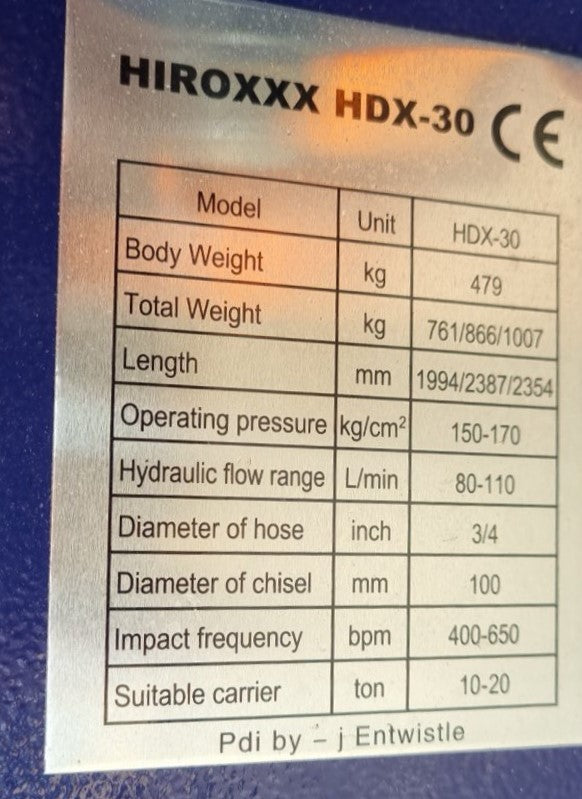 HIROXXX HDX-30 CE
Model Unit HDX-30
Body Weight kg 479
Total Weight kg 761/866/1007
Length mm 1994/2387/2354
Operating pressure kg/cm² 150-170
Hydraulic flow range L/min 80-110
Diameter of hose inch 3/4
Diameter of chisel mm 100
Impact frequency bpm 400-650
Suitable carrier ton 10-20
Pdi by - j Entwistle